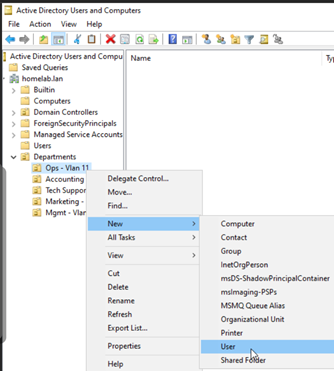 Active Directory Users and Computers
File Action View Help
Active Directory Users and Compu
Name
Ty
Saved Queries
homelab.lan
Builtin
Computers
Domain Controllers
ForeignSecurityPrincipals
Managed Service Accounts
Users
Departments
Ops - Vlan 11
Accounting
Tech Suppo
Marketing -
Mgmt - Vlar
Delegate Control...
Move...
Find...
New
All Tasks
View
Cut
Delete
Rename
Refresh
Export List...
Properties
Help
Computer
Contact
Group
InetOrgPerson
msDS-ShadowPrincipalContainer
msImaging-PSPs
MSMQ Queue Alias
Organizational Unit
Printer
User
Shared Folder